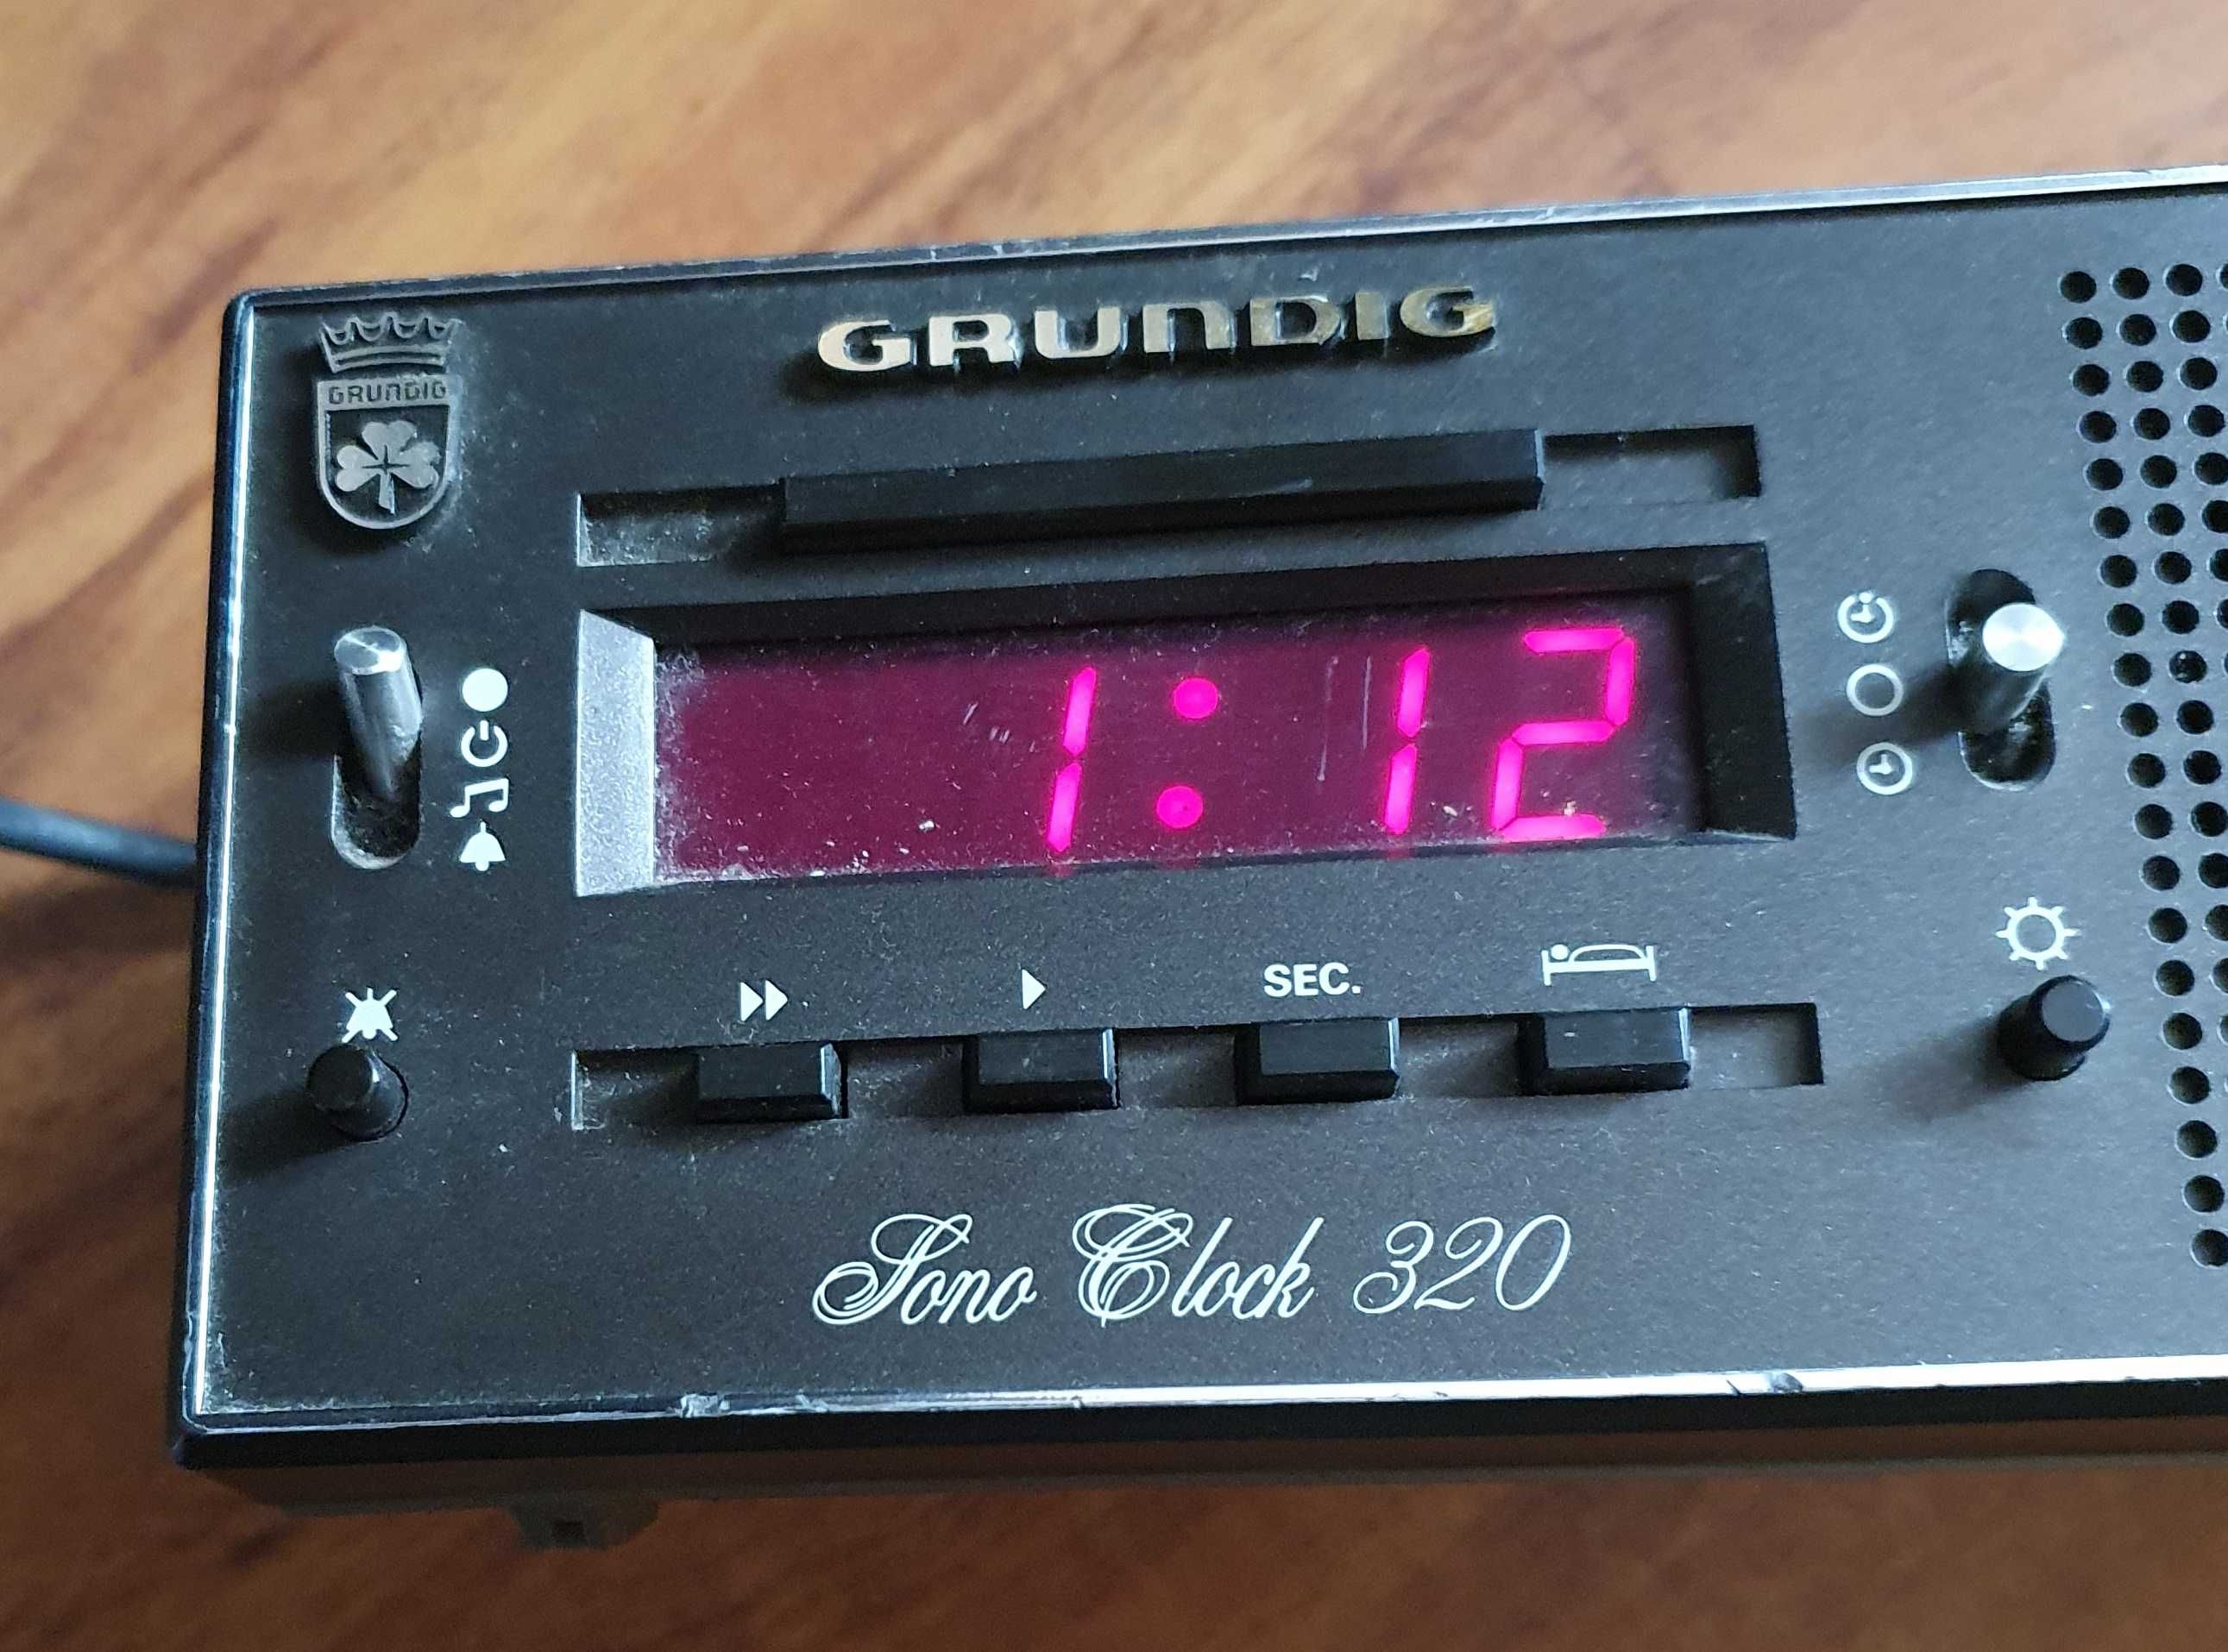 GRUNDIG
GRUNDIG
1:12
SEC.
Sono Clock 320